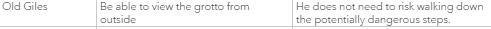 Old Giles
Be able to view the grotto from
outside
He does not need to risk walking down
the potentially dangerous steps.